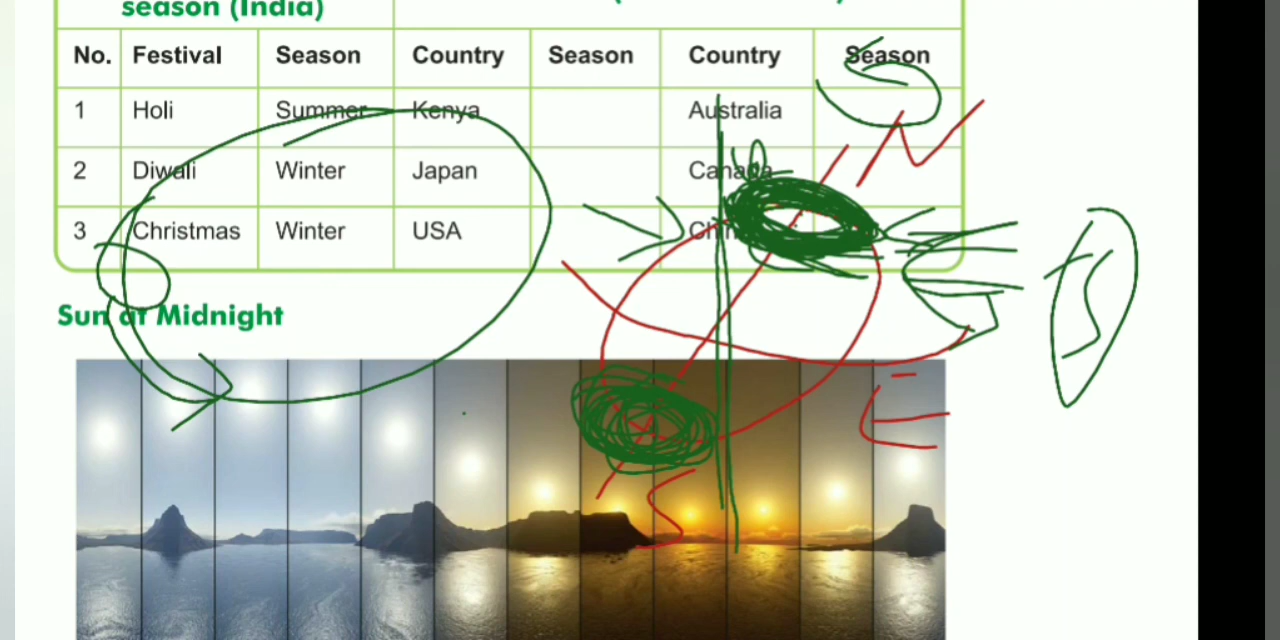 season (India)
No. Festival Season Country Season Country Season
1 Holi Summer Kenya Australia
2 Diwali Winter Japan Canada
3 Christmas Winter USA
Sun at Midnight
N
E
S